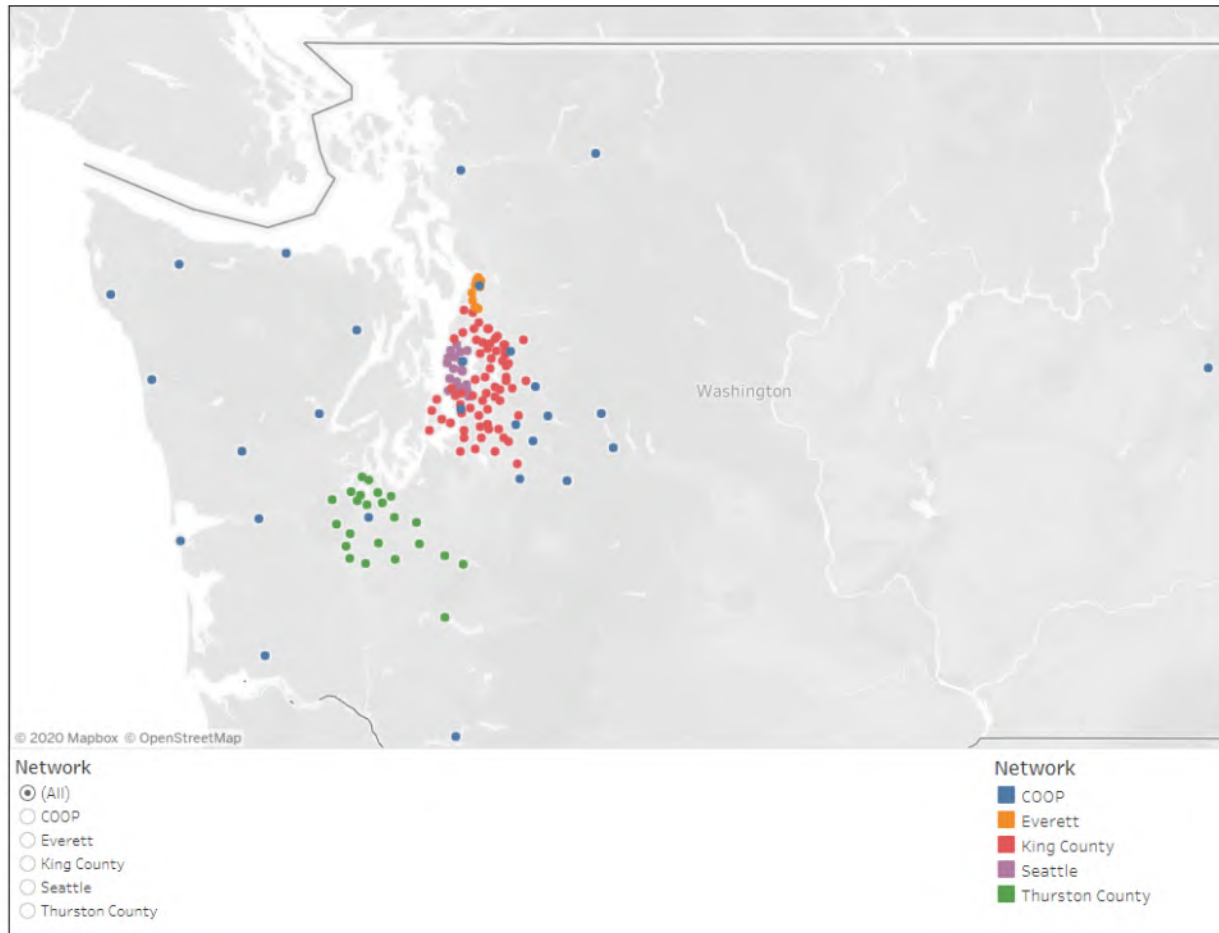 Washington
© 2020 Mapbox © OpenStreetMap
Network
(All)
COOP
Everett
King County
Seattle
Thurston County
Network
COOP
Everett
King County
Seattle
Thurston County